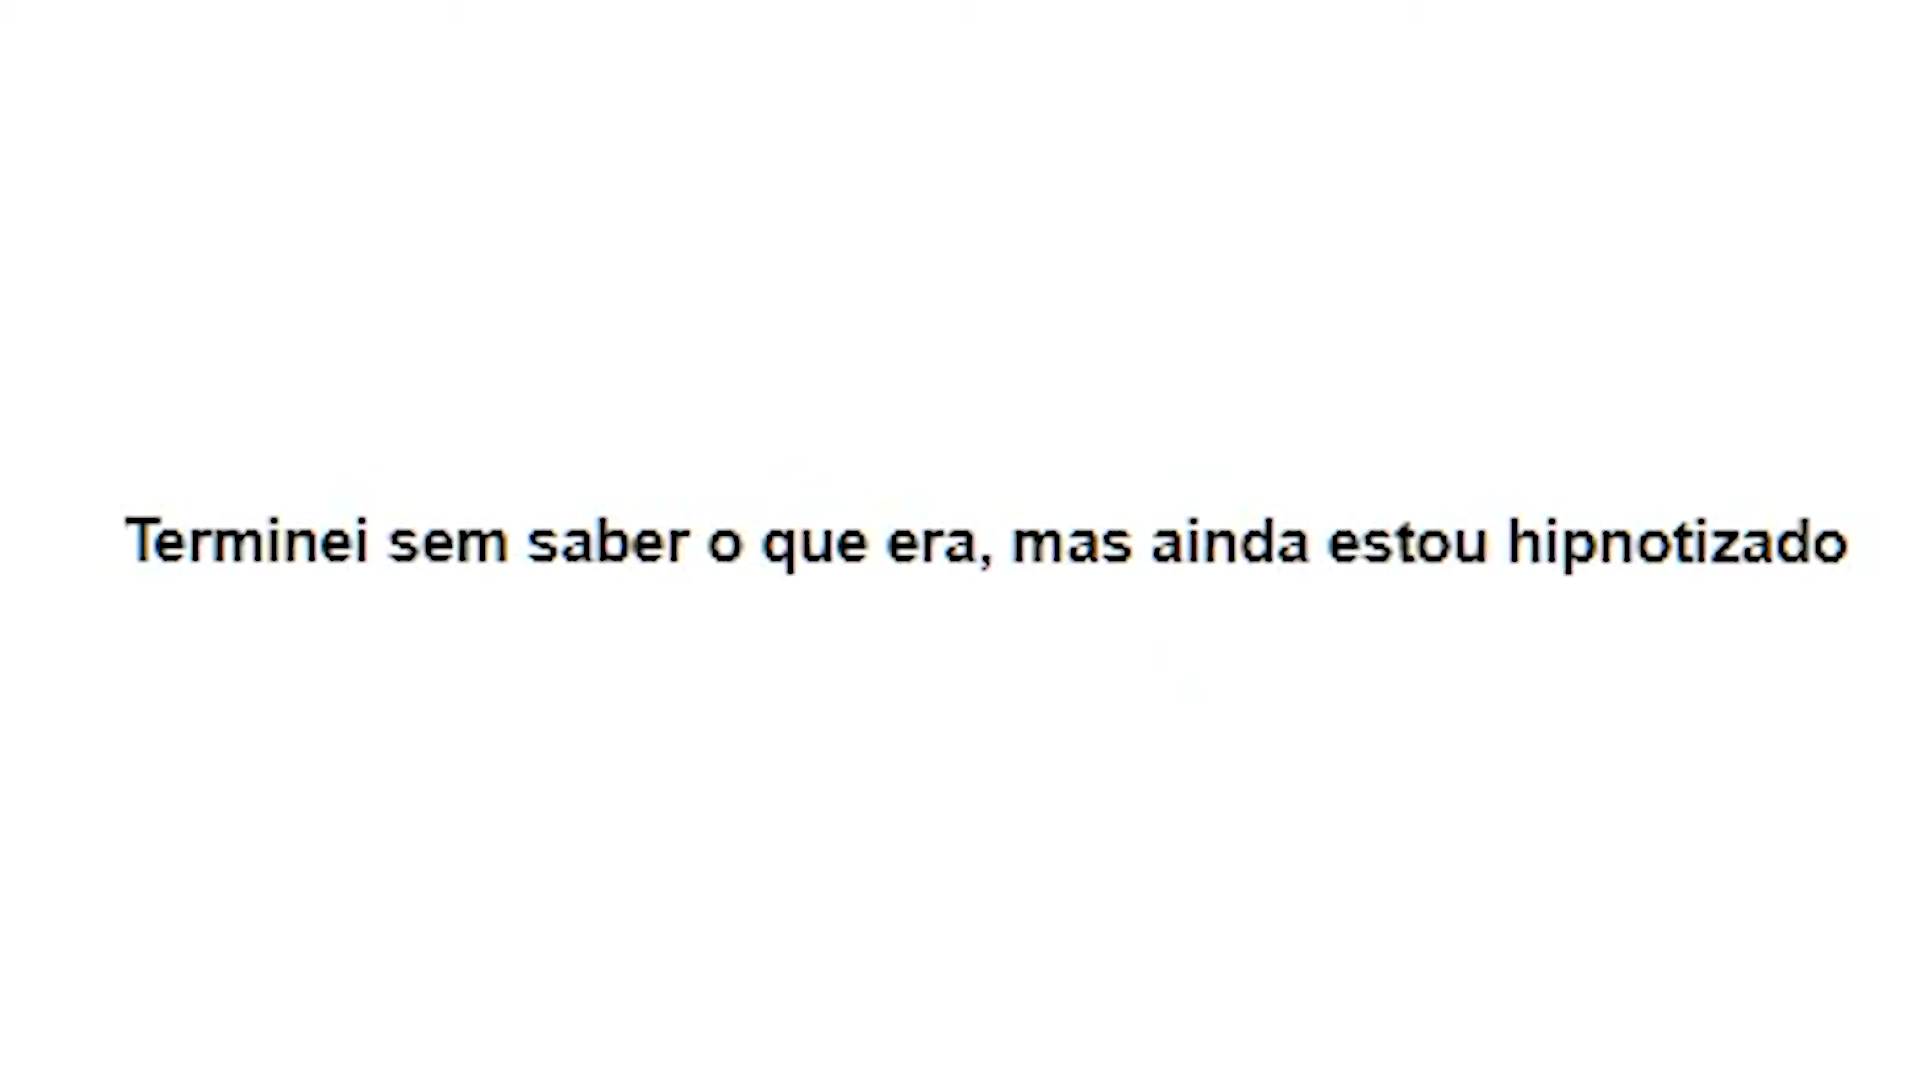 Terminei sem saber o que era, mas ainda estou hipnotizado